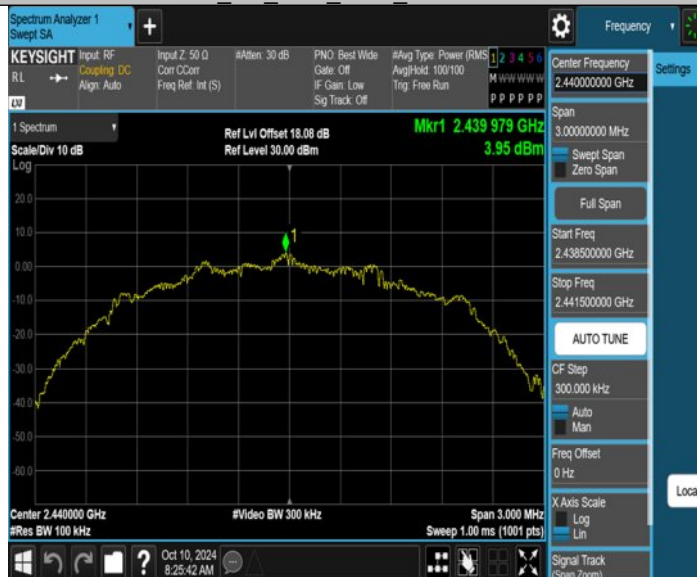 Spectrum Analyzer 1
Swept SA
+
Frequency
KEYSIGHT
RL
LXI
Input: RF
Coupling: DC
Align: Auto
Input Z: 50 Ω
Corr CCorr
Freq Ref: Int (S)
#Atten: 30 dB
PNO: Best Wide
Gate: Off
IF Gain: Low
Sig Track: Off
#Avg Type: Power (RMS
Avg|Hold: 100/100
Trig: Free Run
1 2 3 4 5 6
M W W W W W
P P P P P P
1 Spectrum
Scale/Div 10 dB
Log
Ref Lvl Offset 18.08 dB
Ref Level 30.00 dBm
Mkr1 2.439 979 GHz
3.95 dBm
20.0
10.0
0.00
-10.0
-20.0
-30.0
-40.0
-50.0
-60.0
1
Center 2.440000 GHz
#Res BW 100 kHz
#Video BW 300 kHz
Span 3.000 MHz
Sweep 1.00 ms (1001 pts)
?
Oct 10, 2024
8:25:42 AM
Center Frequency
2.440000000 GHz
Span
3.00000000 MHz
Swept Span
Zero Span
Full Span
Start Freq
2.438500000 GHz
Stop Freq
2.441500000 GHz
AUTO TUNE
CF Step
300.000 kHz
Auto
Man
Freq Offset
0 Hz
X Axis Scale
Log
Lin
Signal Track
(Span Zoom)
Settings
Loca